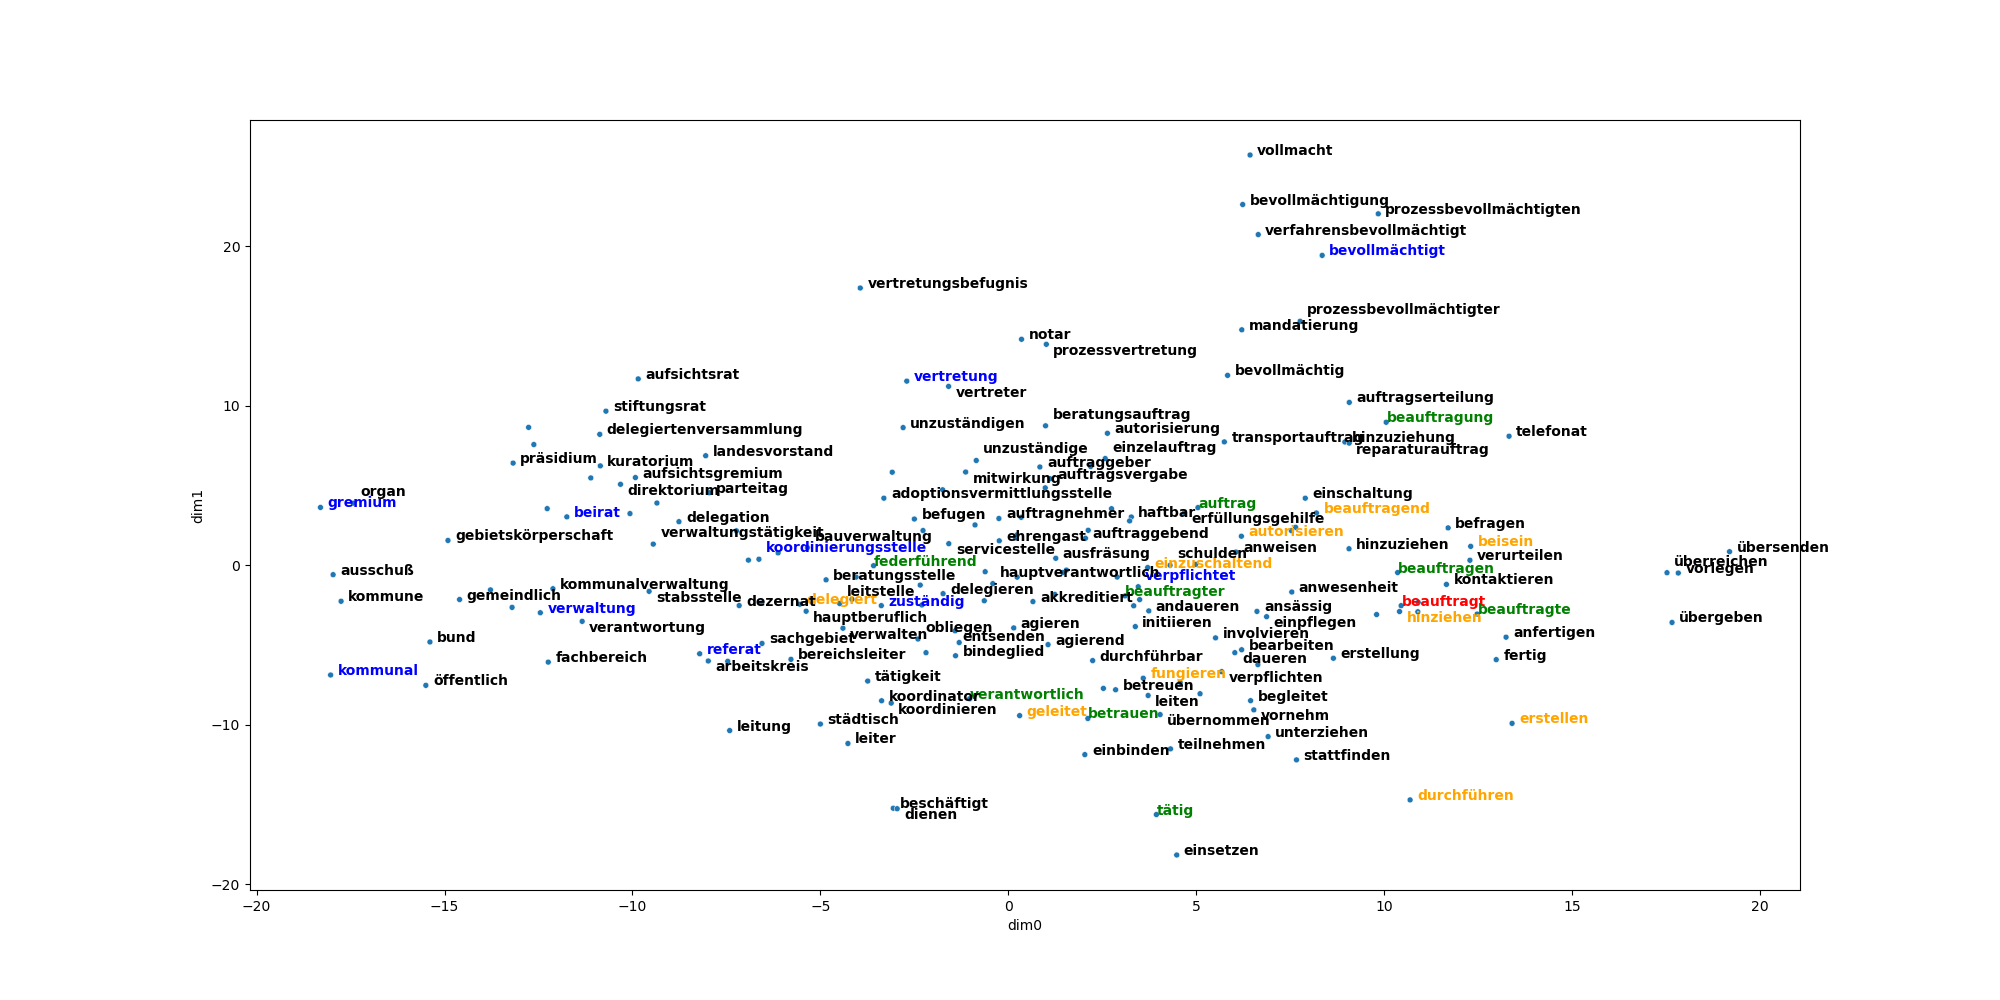 vollmacht
bevollmächtigung
prozessbevollmächtigten
verfahrensbevollmächtigt
bevollmächtigt
20
vertretungsbefugnis
prozessbevollmächtigter
mandatierung
notar
prozessvertretung
aufsichtsrat
vertretung
bevollmächtig
vertreter
auftragserteilung
10
stiftungsrat
beratungsauftrag
beauftragung
unzuständigen
delegiertenversammlung
autorisierung
telefonat
transportauftrag
hinzuziehung
landesvorstand
unzuständige
einzelauftrag
reparaturauftrag
präsidium
kuratorium
auftraggeber
aufsichtsgremium
mitwirkung
auftragsvergabe
organ
direktorium
parteitag
adoptionsvermittlungsstelle
einschaltung
gremium
auftrag
beauftragend
beirat
befugen
auftragnehmer
haftbar
delegation
erfüllungsgehilfe
befragen
dim1
gebietskörperschaft
verwaltungstätigkeit
bauverwaltung
ehrengast
auftraggebend
autorisieren
koordinierungsstelle
servicestelle
anweisen
hinzuziehen
beisein
übersenden
ausfräsung
schulden
verurteilen
0
federführend
einzuschaltend
überreichen
ausschuß
beratungsstelle
hauptverantwortlich
verpflichtet
beauftragen
vorlegen
kommunalverwaltung
leitstelle
delegieren
beauftragter
anwesenheit
kontaktieren
kommune
gemeindlich
stabsstelle
dezernat
delegiert
zuständig
akkreditiert
beauftragt
verwaltung
hauptberuflich
andaueren
ansässig
hinziehen
beauftragte
verantwortung
obliegen
agieren
initiieren
einpflegen
übergeben
bund
sachgebiet
verwalten
entsenden
agierend
involvieren
anfertigen
referat
bereichsleiter
bindeglied
bearbeiten
fachbereich
arbeitskreis
durchführbar
daueren
erstellung
fertig
kommunal
öffentlich
tätigkeit
fungieren
verpflichten
koordinator
verantwortlich
betreuen
begleitet
koordinieren
geleitet
betrauen
leiten
vornehm
−10
leitung
städtisch
übernommen
erstellen
leiter
einbinden
teilnehmen
unterziehen
stattfinden
beschäftigt
durchführen
dienen
tätig
einsetzen
−20
−20 −15 −10 −5 0 5 10 15 20
dim0